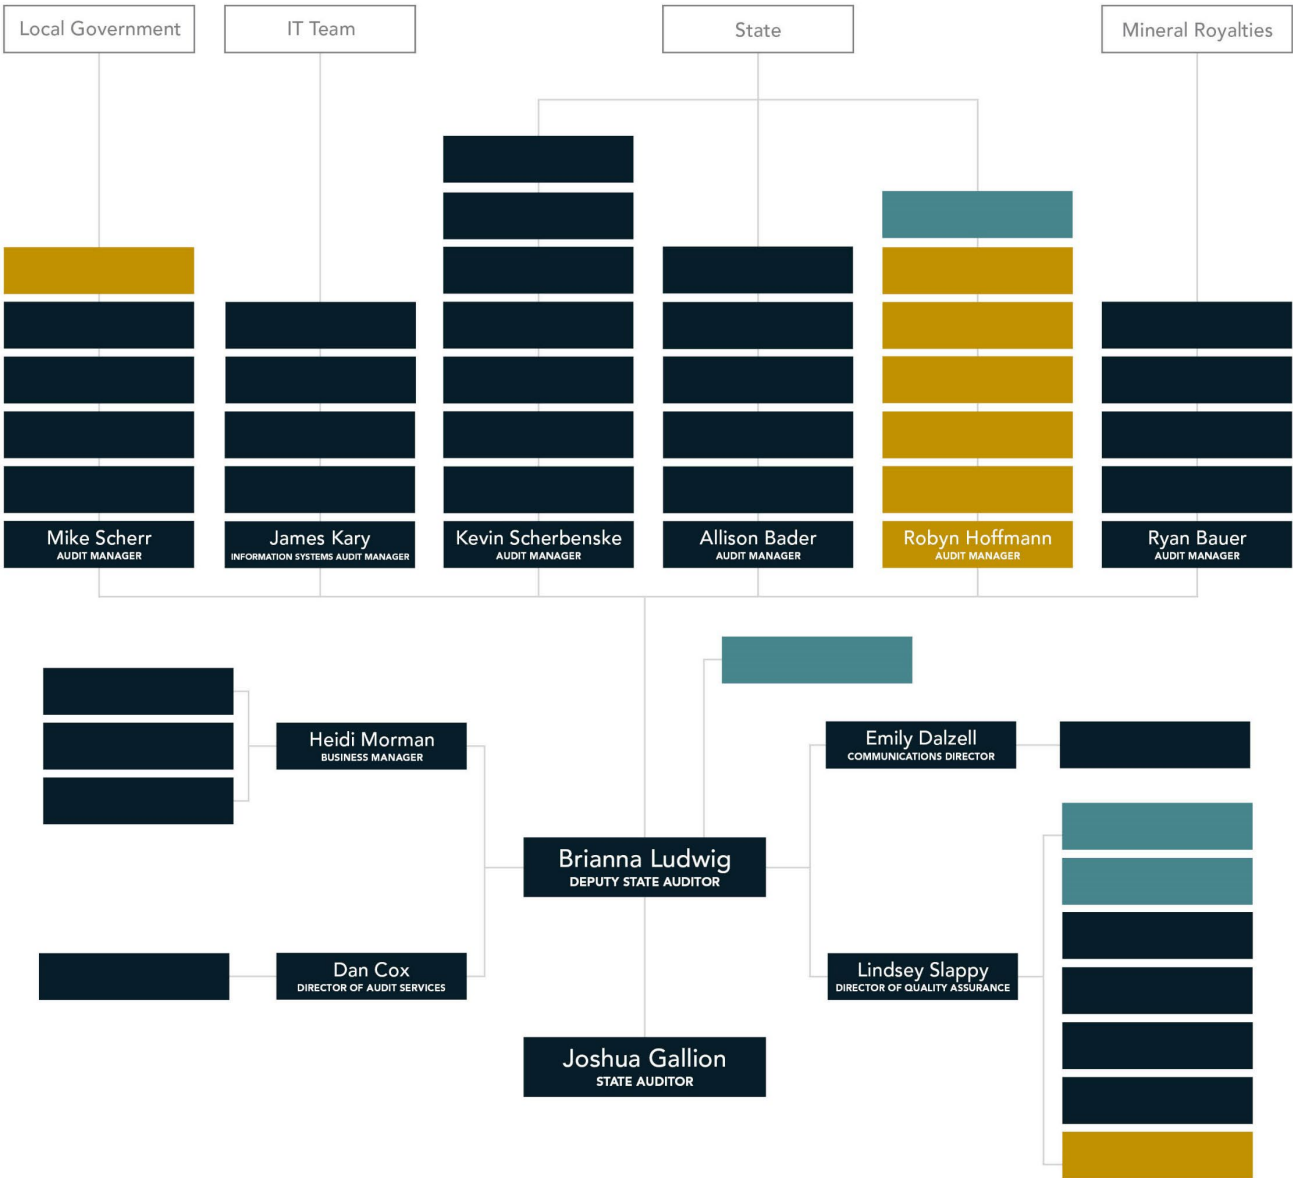 Local Government
IT Team
State
Mineral Royalties
Mike Scherr
AUDIT MANAGER
James Kary
INFORMATION SYSTEMS AUDIT MANAGER
Kevin Scherbenske
AUDIT MANAGER
Allison Bader
AUDIT MANAGER
Robyn Hoffmann
AUDIT MANAGER
Ryan Bauer
AUDIT MANAGER
Heidi Morman
BUSINESS MANAGER
Emily Dalzell
COMMUNICATIONS DIRECTOR
Brianna Ludwig
DEPUTY STATE AUDITOR
Dan Cox
DIRECTOR OF AUDIT SERVICES
Lindsey Slappy
DIRECTOR OF QUALITY ASSURANCE
Joshua Gallion
STATE AUDITOR